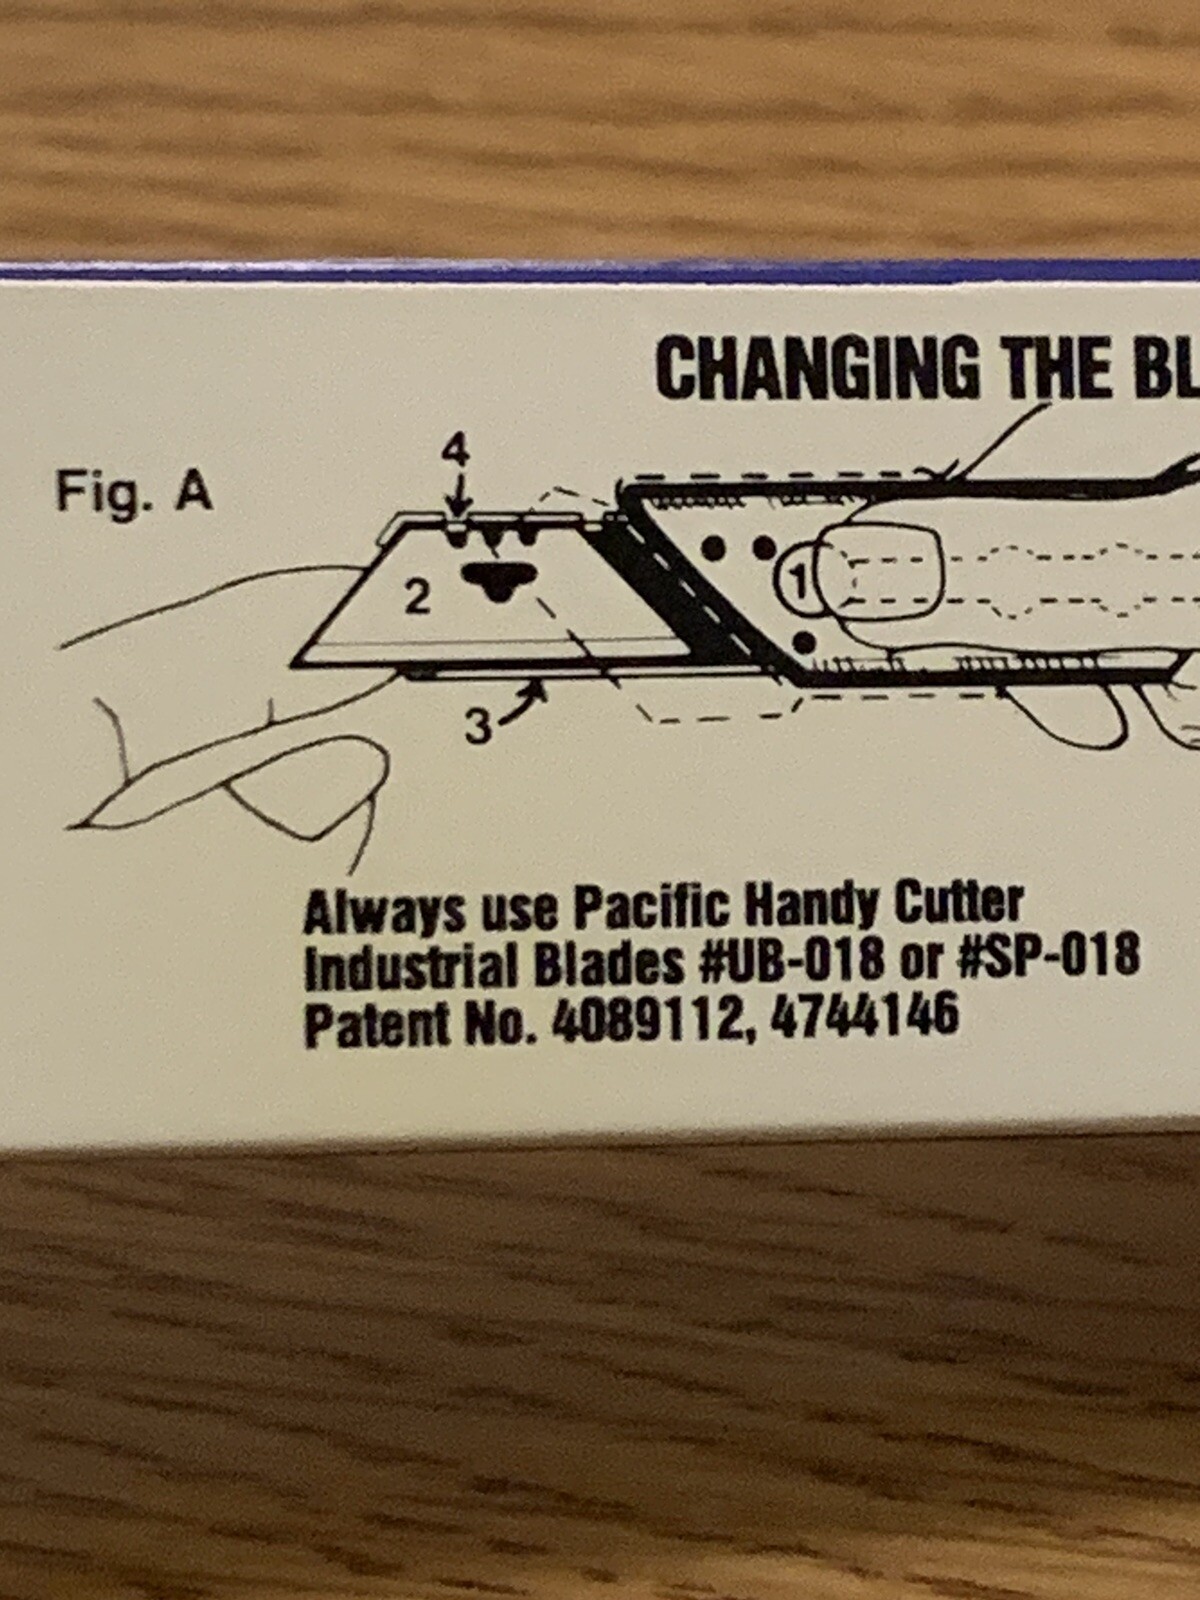 CHANGING THE BL
Fig. A
4
2
1
3
Always use Pacific Handy Cutter
Industrial Blades #UB-018 or #SP-018
Patent No. 4089112, 4744146